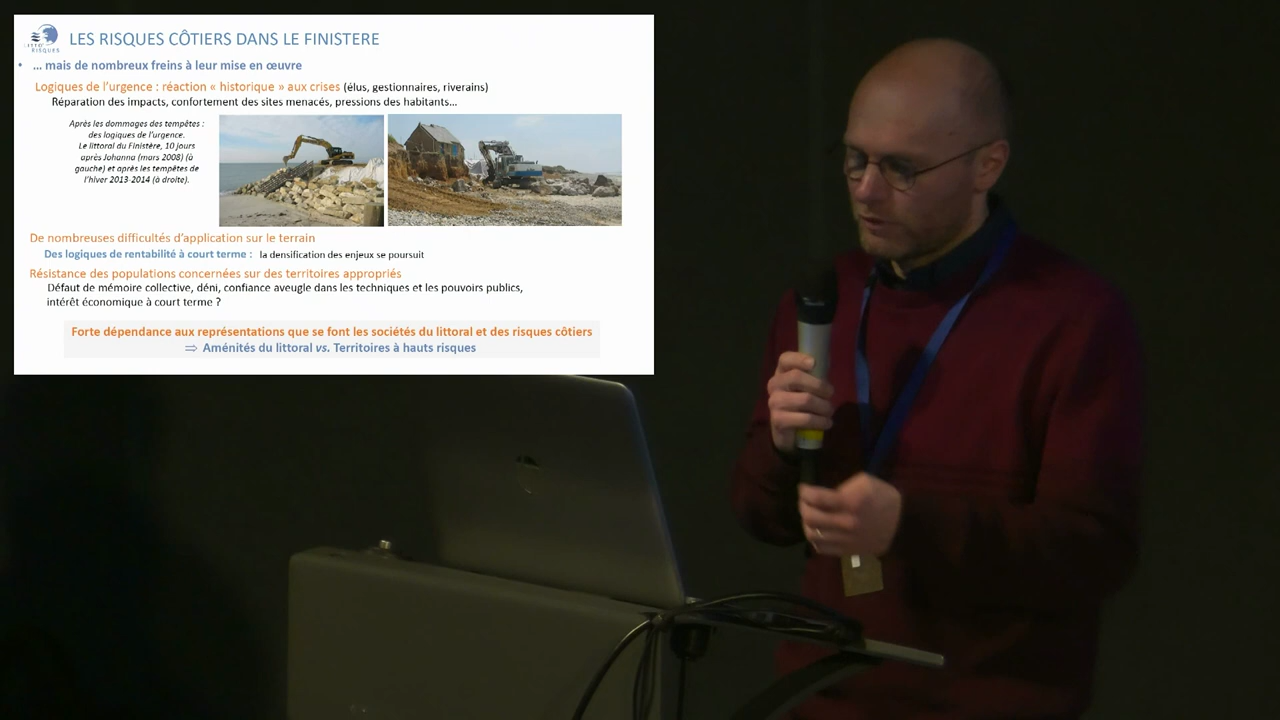 LITTO
RISQUES
LES RISQUES CÔTIERS DANS LE FINISTERE
• … mais de nombreux freins à leur mise en œuvre
Logiques de l'urgence : réaction « historique » aux crises (élus, gestionnaires, riverains)
Réparation des impacts, confortement des sites menacés, pressions des habitants…
Après les dommages des tempêtes :
des logiques de l'urgence.
Le littoral du Finistère, 10 jours
après Johanna (mars 2008) (à
gauche) et après les tempêtes de
l'hiver 2013-2014 (à droite).
De nombreuses difficultés d'application sur le terrain
Des logiques de rentabilité à court terme : la densification des enjeux se poursuit
Résistance des populations concernées sur des territoires appropriés
Défaut de mémoire collective, déni, confiance aveugle dans les techniques et les pouvoirs publics,
intérêt économique à court terme ?
Forte dépendance aux représentations que se font les sociétés du littoral et des risques côtiers
⇒ Aménités du littoral vs. Territoires à hauts risques